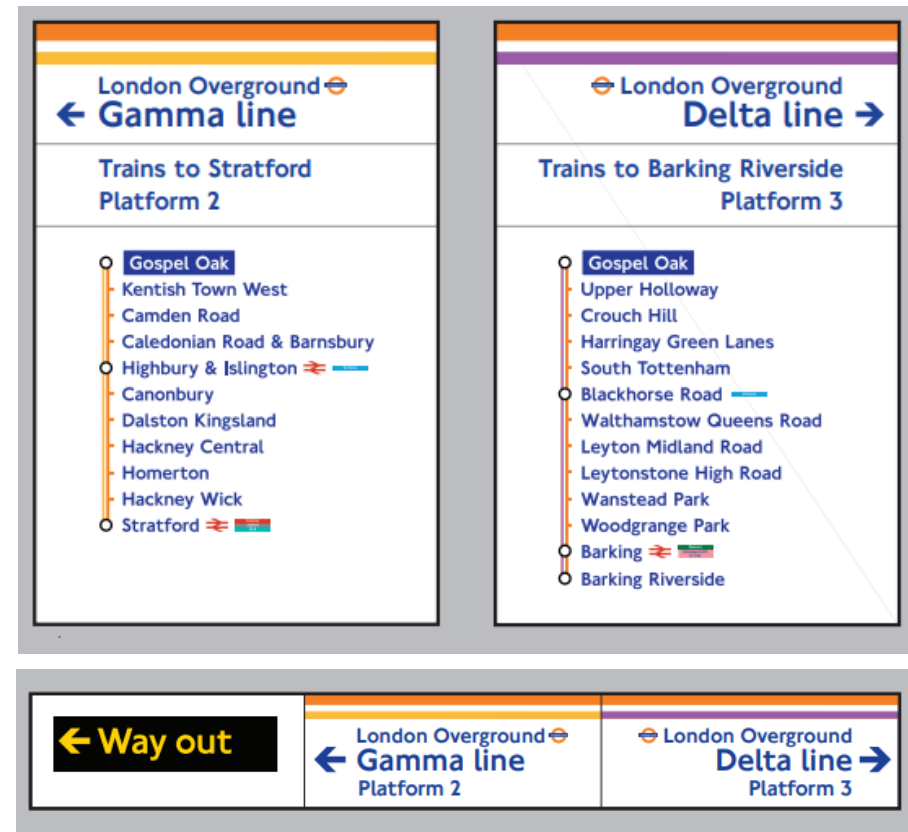 London Overground
Gamma line
Trains to Stratford
Platform 2
Gospel Oak
Kentish Town West
Camden Road
Caledonian Road & Barnsbury
Highbury & Islington
Canonbury
Dalston Kingsland
Hackney Central
Homerton
Hackney Wick
Stratford
London Overground
Delta line
Trains to Barking Riverside
Platform 3
Gospel Oak
Upper Holloway
Crouch Hill
Harringay Green Lanes
South Tottenham
Blackhorse Road
Walthamstow Queens Road
Leyton Midland Road
Leytonstone High Road
Wanstead Park
Woodgrange Park
Barking
Barking Riverside
Way out
London Overground
Gamma line
Platform 2
London Overground
Delta line
Platform 3